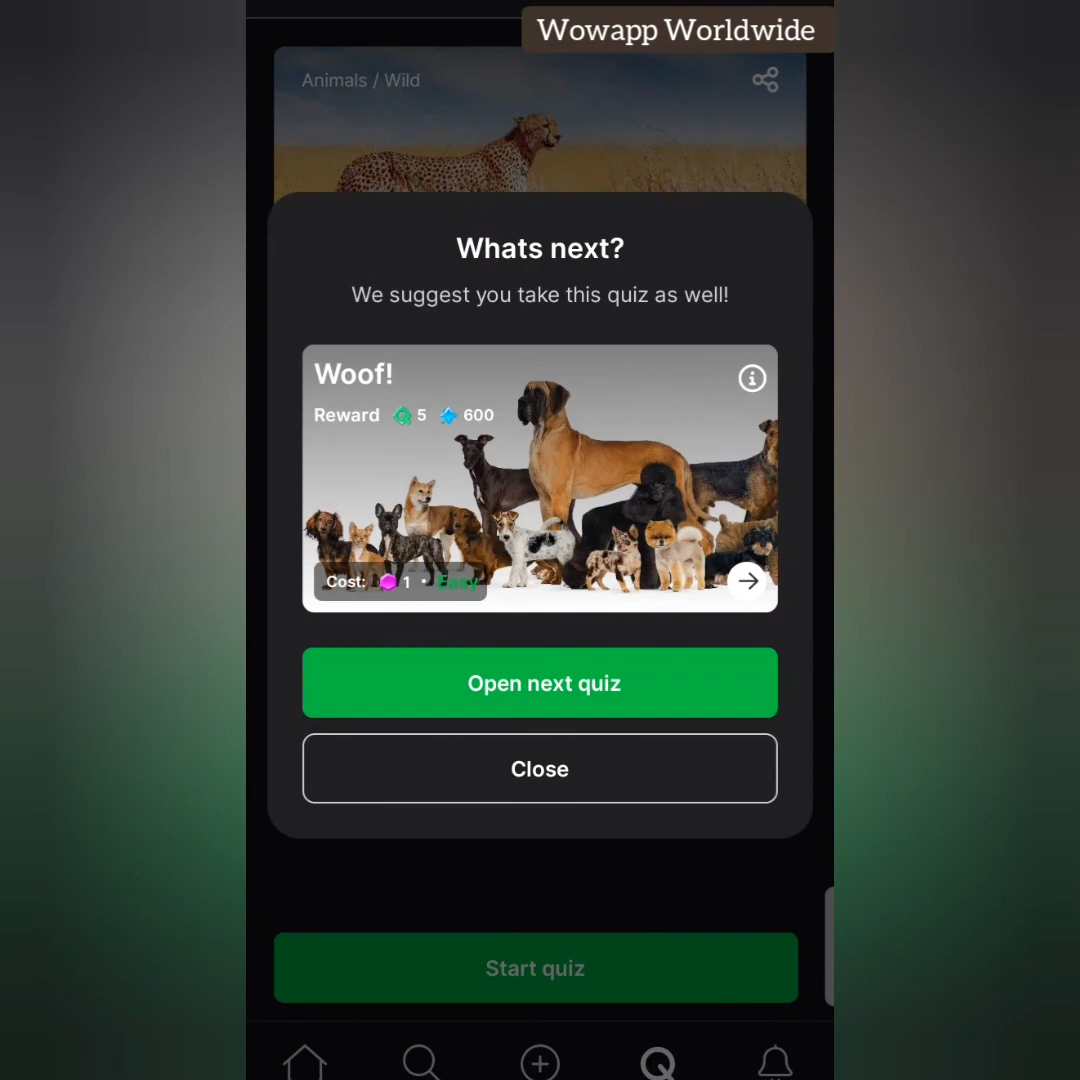 Wowapp Worldwide
Animals / Wild
Whats next?
We suggest you take this quiz as well!
Woof!
Reward 5 600
Cost: 1 • Easy
Open next quiz
Close
Start quiz